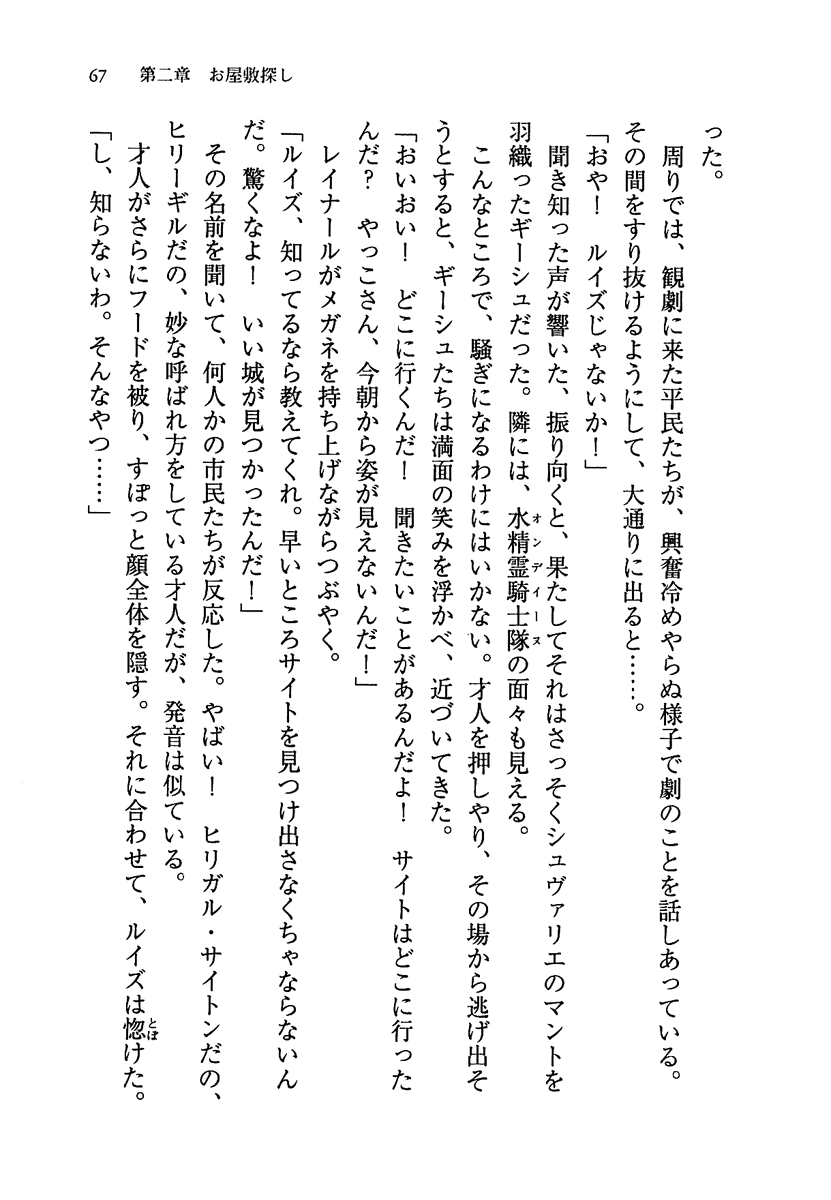 67　第二章　お屋敷探し
った。
　周りでは、観劇に来た平民たちが、興奮冷めやらぬ様子で劇のことを話しあっている。
その間をすり抜けるようにして、大通りに出ると……。
「おや！　ルイズじゃないか！」
　聞き知った声が響いた、振り向くと、果たしてそれはさっそくシュヴァリエのマントを
羽織ったギーシュだった。隣には、水精霊騎士隊オンディーヌの面々も見える。
　こんなところで、騒ぎになるわけにはいかない。才人を押しやり、その場から逃げ出そ
うとすると、ギーシュたちは満面の笑みを浮かべ、近づいてきた。
「おいおい！　どこに行くんだ！　聞きたいことがあるんだよ！　サイトはどこに行った
んだ？　やっこさん、今朝から姿が見えないんだ！」
　レイナールがメガネを持ち上げながらつぶやく。
「ルイズ、知ってるなら教えてくれ。早いところサイトを見つけ出さなくちゃならないん
だ。驚くなよ！　いい城が見つかったんだ！」
　その名前を聞いて、何人かの市民たちが反応した。やばい！　ヒリガル・サイトンだの、
ヒリーギルだの、妙な呼ばれ方をしている才人だが、発音は似ている。
　才人がさらにフードを被り、すぽっと顔全体を隠す。それに合わせて、ルイズは惚とぼけた。
「し、知らないわ。そんなやつ……」